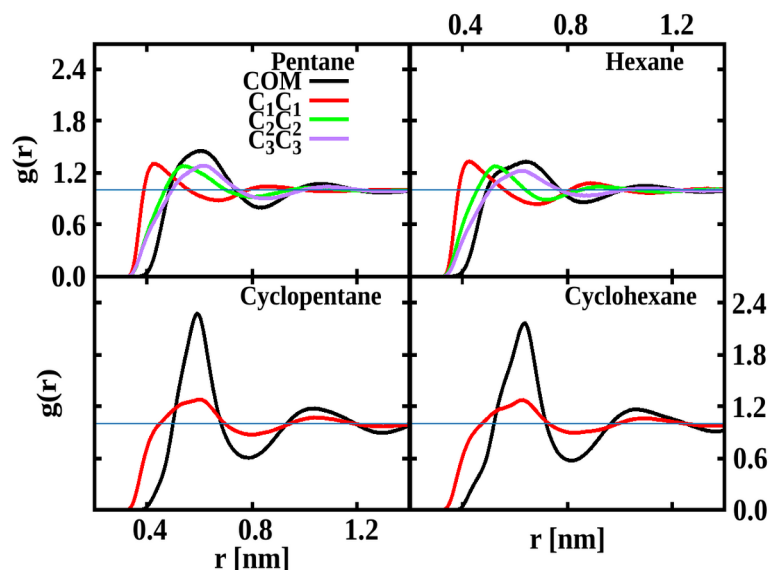 0.4 0.8 1.2
Pentane Hexane
COM
C₁C₁
C₂C₂
C₃C₃
g(r)
2.4
1.8
1.2
0.6
0.0
Cyclopentane Cyclohexane
g(r)
2.4
1.8
1.2
0.6
0.0
0.4 0.8 1.2
r [nm] r [nm]